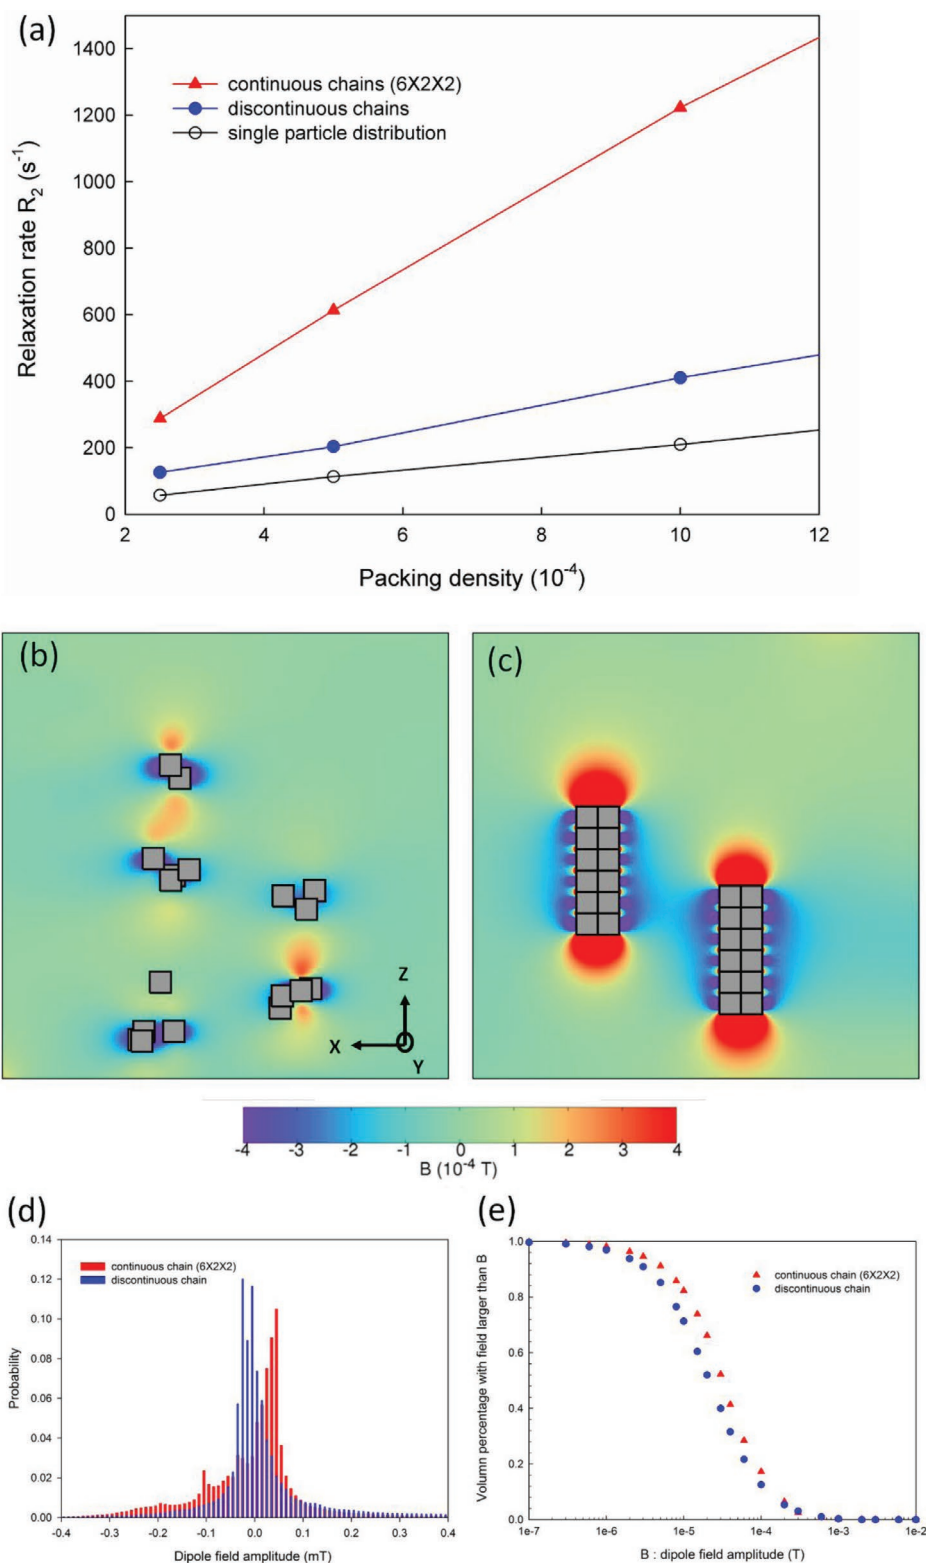 (a)
1400
1200
1000
800
600
400
200
0
Relaxation rate R2 (s-1)
continuous chains (6X2X2)
discontinuous chains
single particle distribution
2 4 6 8 10 12
Packing density (10-4)
(b)
(c)
Z
X
Y
-4 -3 -2 -1 0 1 2 3 4
B (10-4 T)
(d)
0.14
0.12
0.10
0.08
0.06
0.04
0.02
0.00
Probability
continuous chain (6X2X2)
discontinuous chain
-0.4 -0.3 -0.2 -0.1 0.0 0.1 0.2 0.3 0.4
Dipole field amplitude (mT)
(e)
1.0
0.8
0.6
0.4
0.2
0.0
Volumn percentage with field larger than B
continuous chain (6X2X2)
discontinuous chain
1e-7 1e-6 1e-5 1e-4 1e-3 1e-2
B : dipole field amplitude (T)